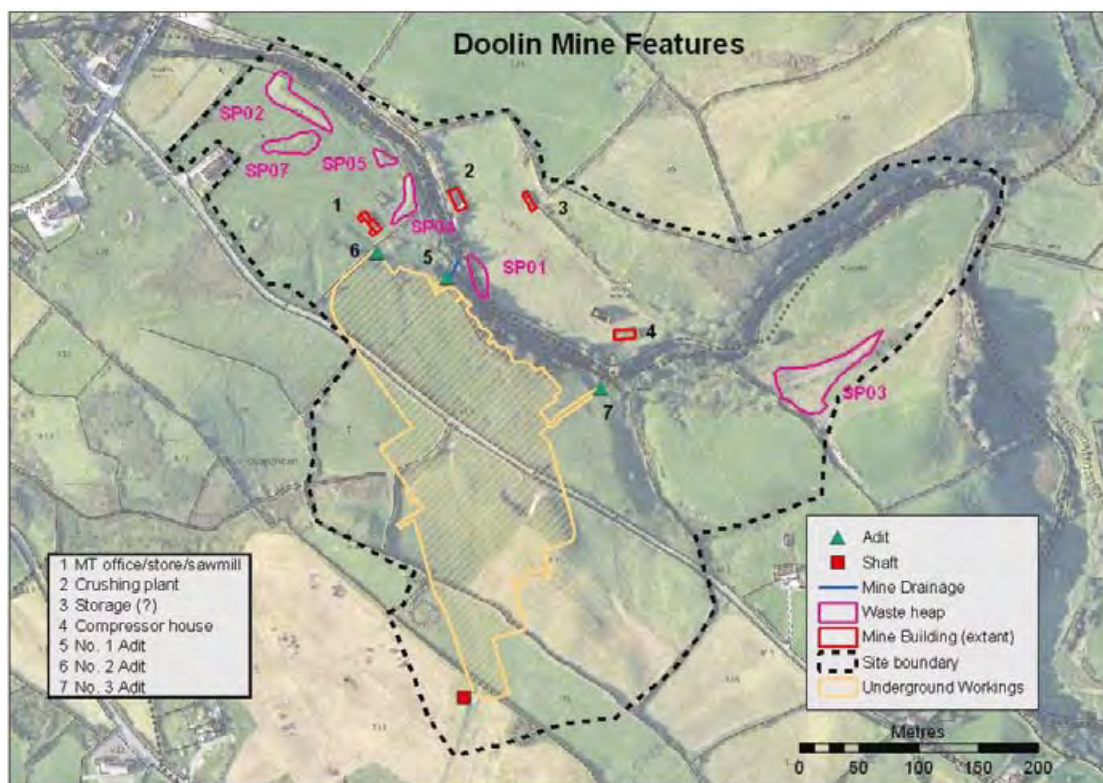 Doolin Mine Features
SP02
SP07
SP05
SP04
SP01
SP03
1
2
3
4
5
6
7
1 MT office/store/sawmill
2 Crushing plant
3 Storage (?)
4 Compressor house
5 No. 1 Adit
6 No. 2 Adit
7 No. 3 Adit
Adit
Shaft
Mine Drainage
Waste heap
Mine Building (extant)
Site boundary
Underground Workings
Metres
0 50 100 150 200